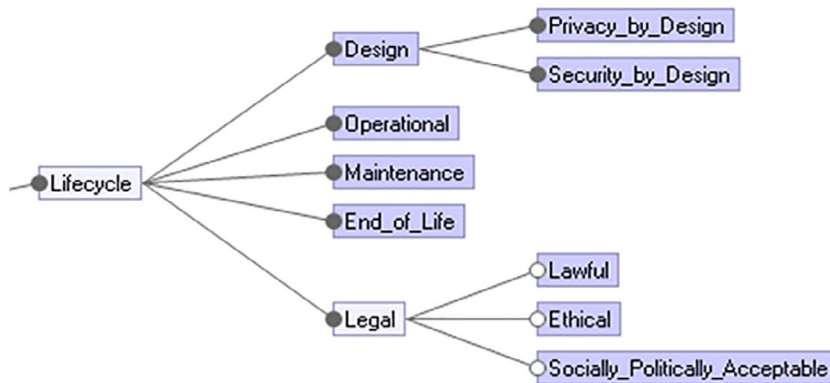 Privacy_by_Design
Design
Security_by_Design
Operational
Maintenance
Lifecycle
End_of_Life
Lawful
Legal
Ethical
Socially_Politically_Acceptable